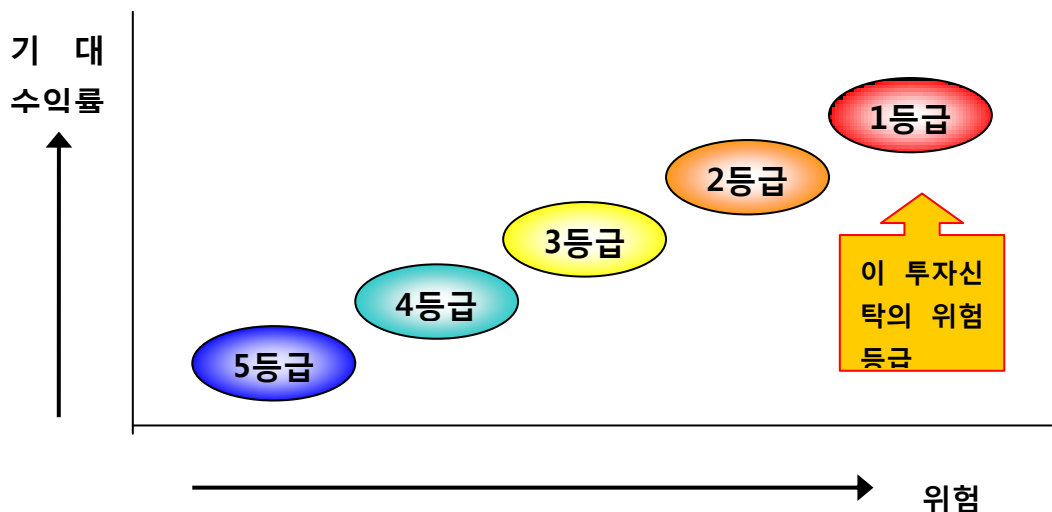 기 대
수익률
1등급
2등급
3등급
4등급
5등급
이 투자신
탁의 위험
등급
위험